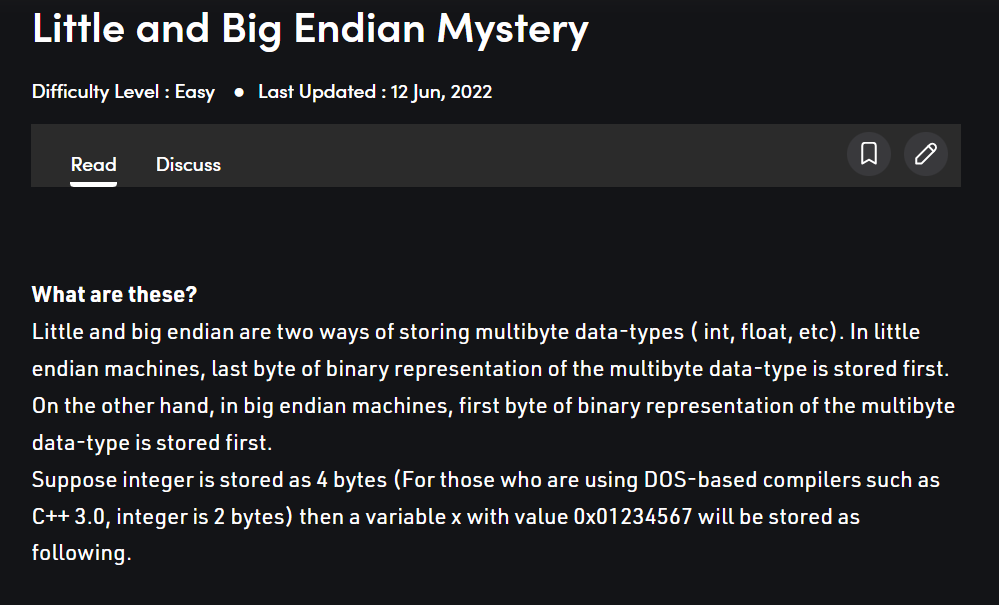 Little and Big Endian Mystery
Difficulty Level : Easy ● Last Updated : 12 Jun, 2022
Read Discuss
What are these?
Little and big endian are two ways of storing multibyte data-types ( int, float, etc). In little
endian machines, last byte of binary representation of the multibyte data-type is stored first.
On the other hand, in big endian machines, first byte of binary representation of the multibyte
data-type is stored first.
Suppose integer is stored as 4 bytes (For those who are using DOS-based compilers such as
C++ 3.0, integer is 2 bytes) then a variable x with value 0x01234567 will be stored as
following.